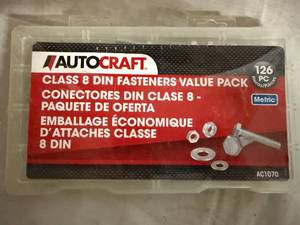 AUTOCRAFT
CLASS 8 DIN FASTENERS VALUE PACK
126
PC
CONECTORES DIN CLASE 8 -
PAQUETE DE OFERTA
Metric
EMBALLAGE ÉCONOMIQUE
D'ATTACHES CLASSE
8 DIN
AC1070